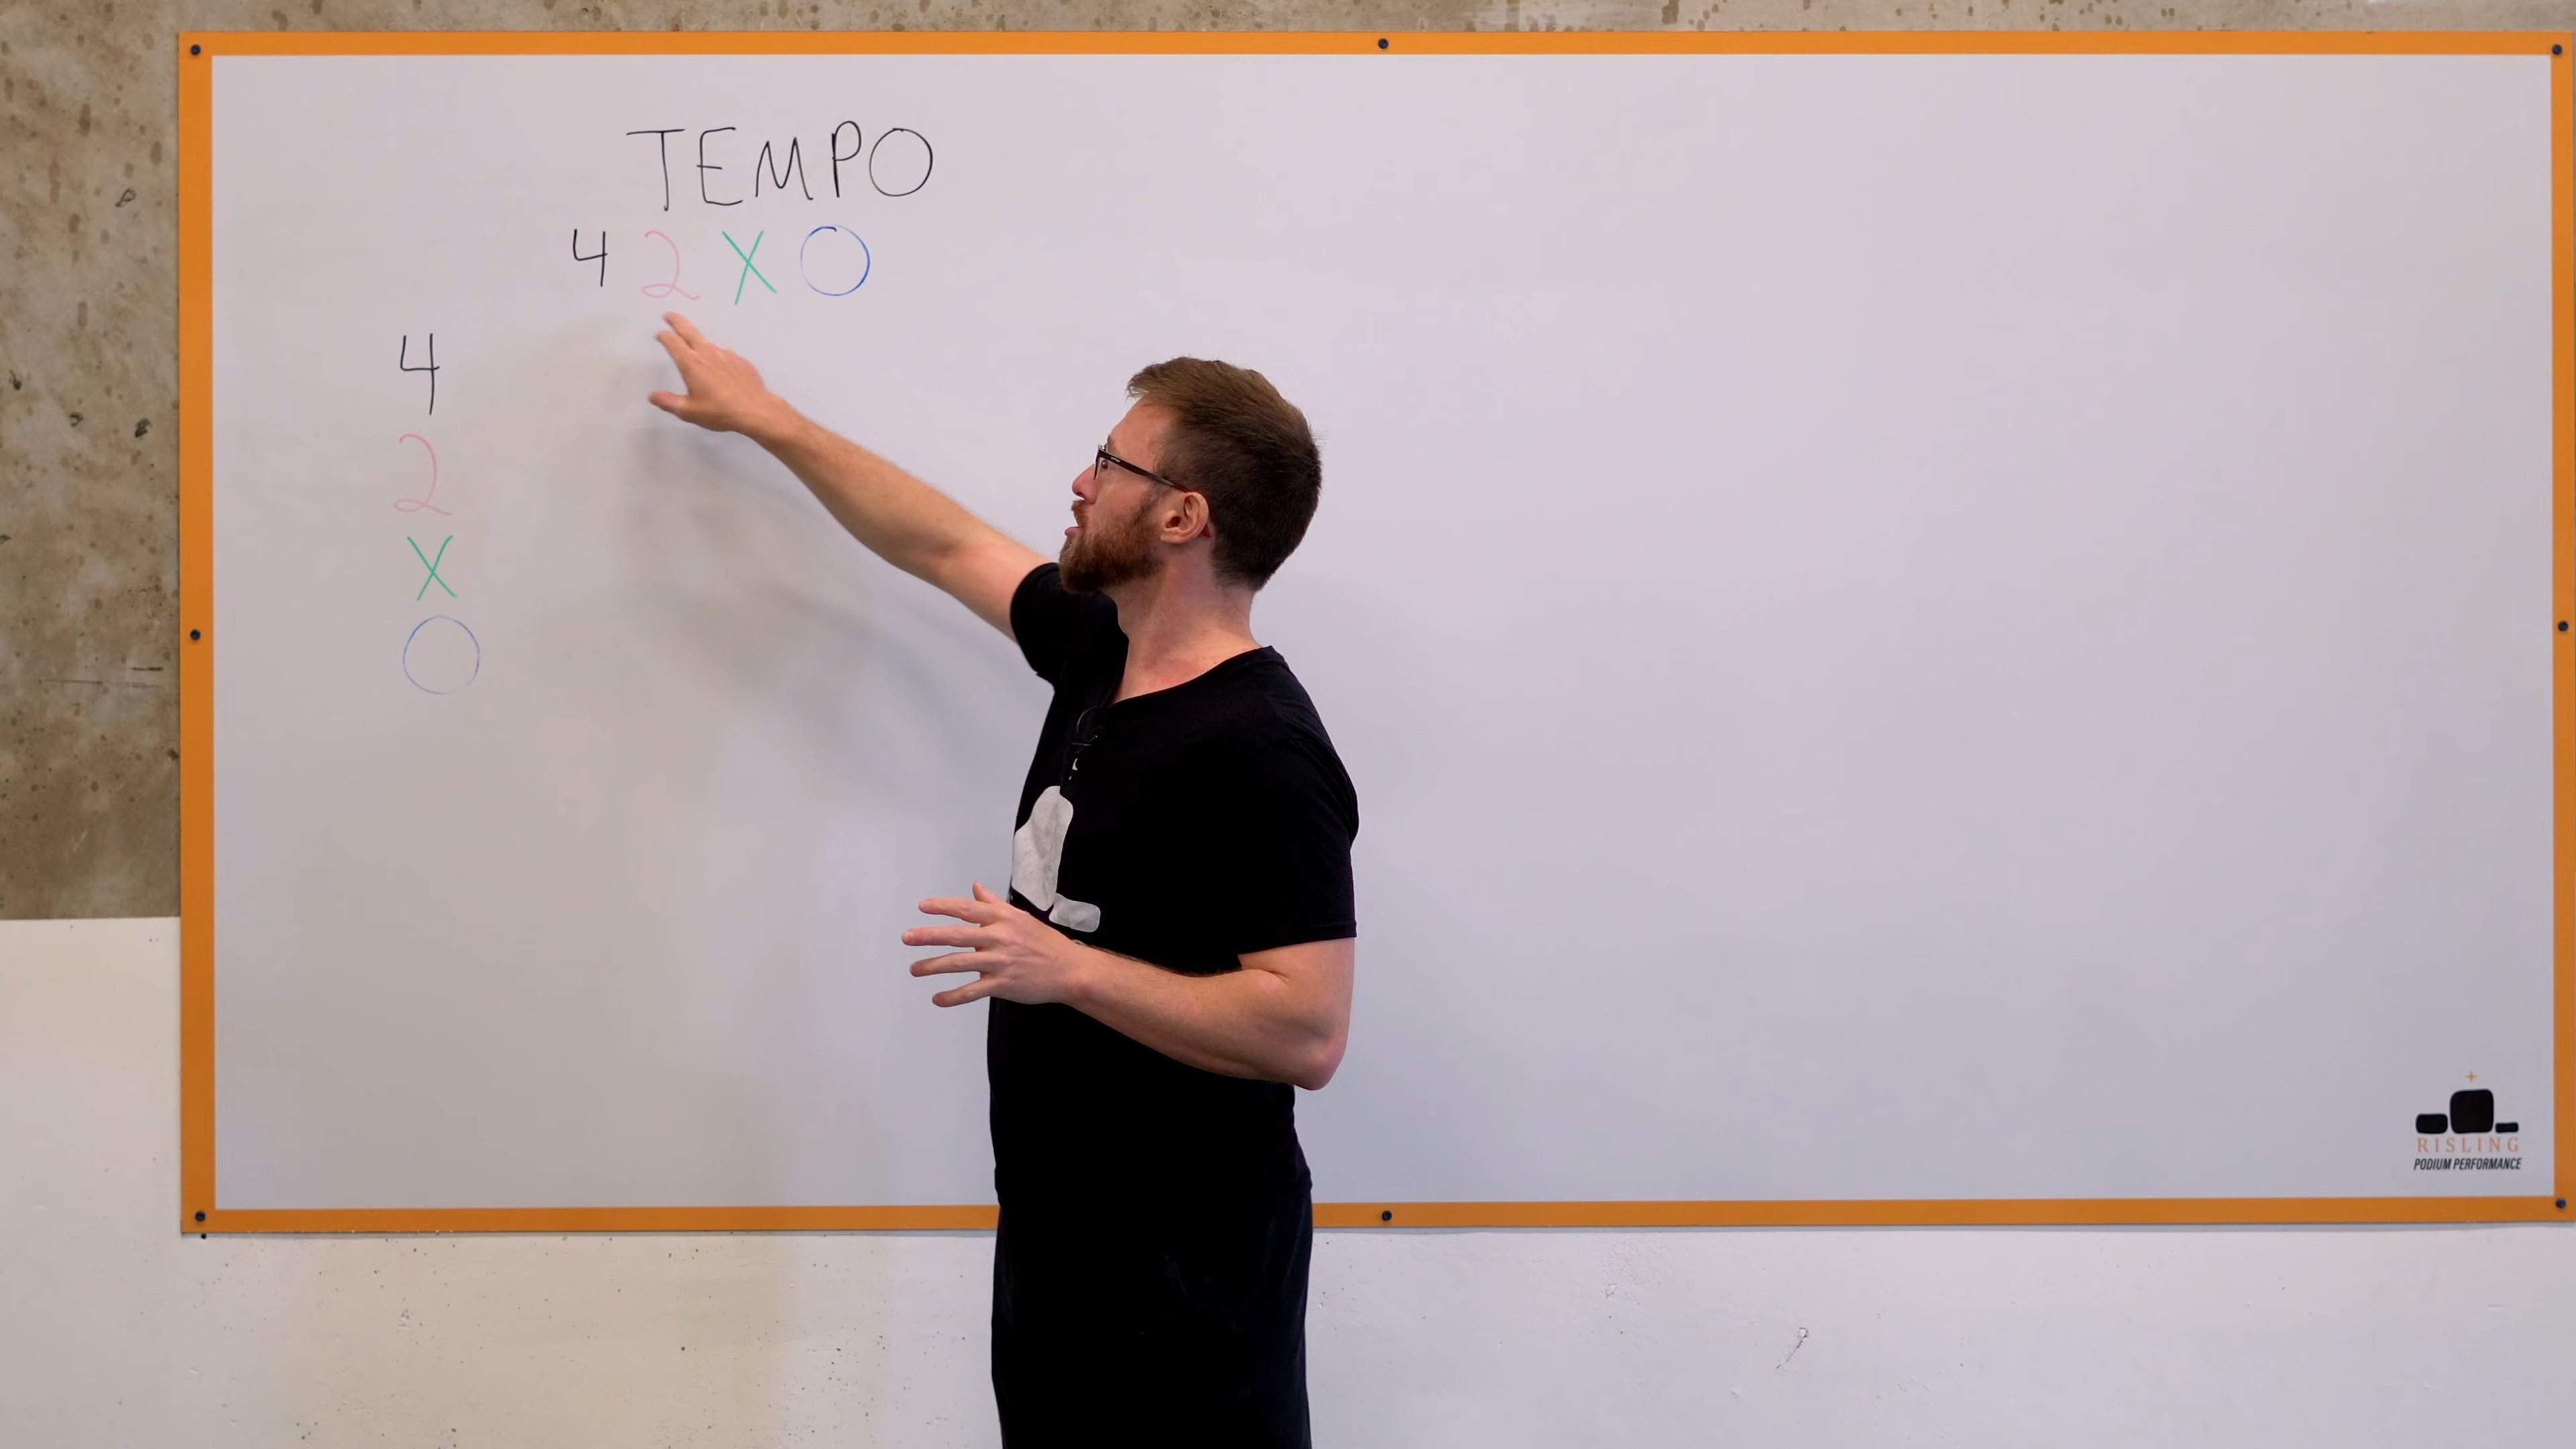 TEMPO
4 2 X O
4
2
X
O
RISLING
PODIUM PERFORMANCE